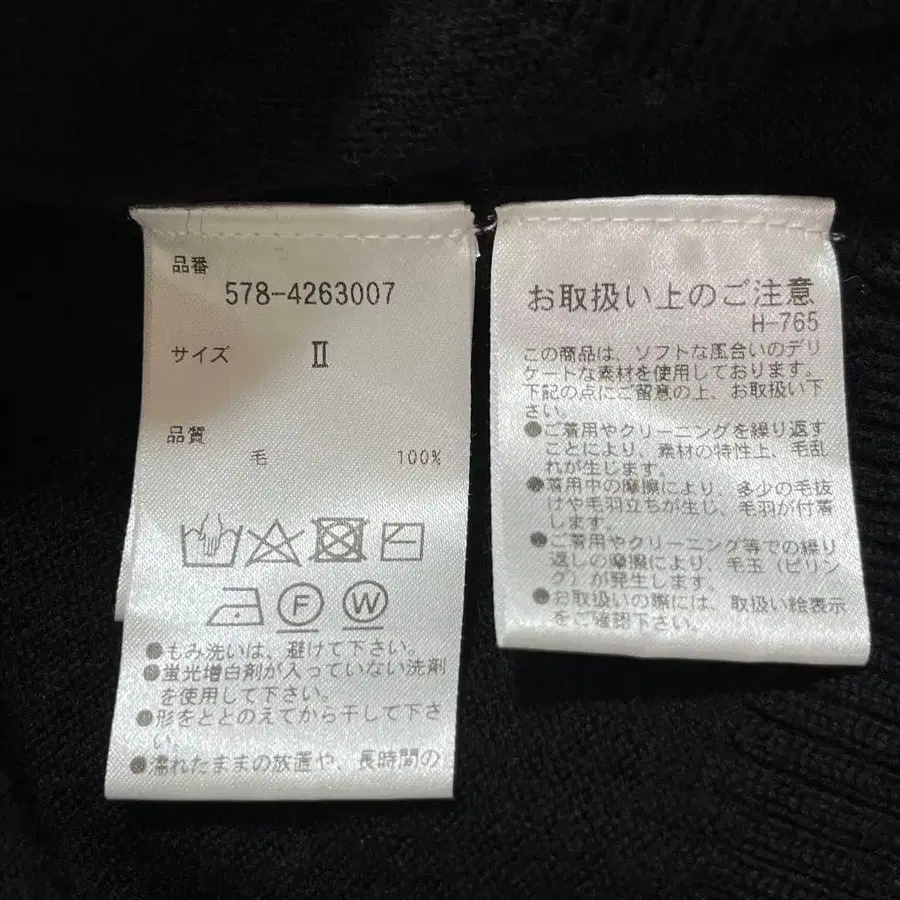 品番
578-4263007
サイズ Ⅱ
品質
毛 100%
F W
●もみ洗いは、避けて下さい。
●蛍光増白剤が入っていない洗剤
を使用して下さい。
●形をととのえてから干して下さ
い。
●濡れたままの放置や、長時間の
お取扱い上のご注意
H-765
この商品は、ソフトな風合いのデリ
ケートな素材を使用しております。
下記の点にご留意の上、お取扱い下
さい。
●ご着用やクリーニングを繰り返す
ことにより、素材の特性上、毛乱
れが生じます。
●着用中の摩擦により、多少の毛抜
けや毛羽立ちが生じ、毛羽が付着
します。
●ご着用やクリーニング等での繰り
返しの摩擦により、毛玉(ピリン
グ)が発生します。
●お取扱いの際には、取扱い絵表示
をご確認下さい。